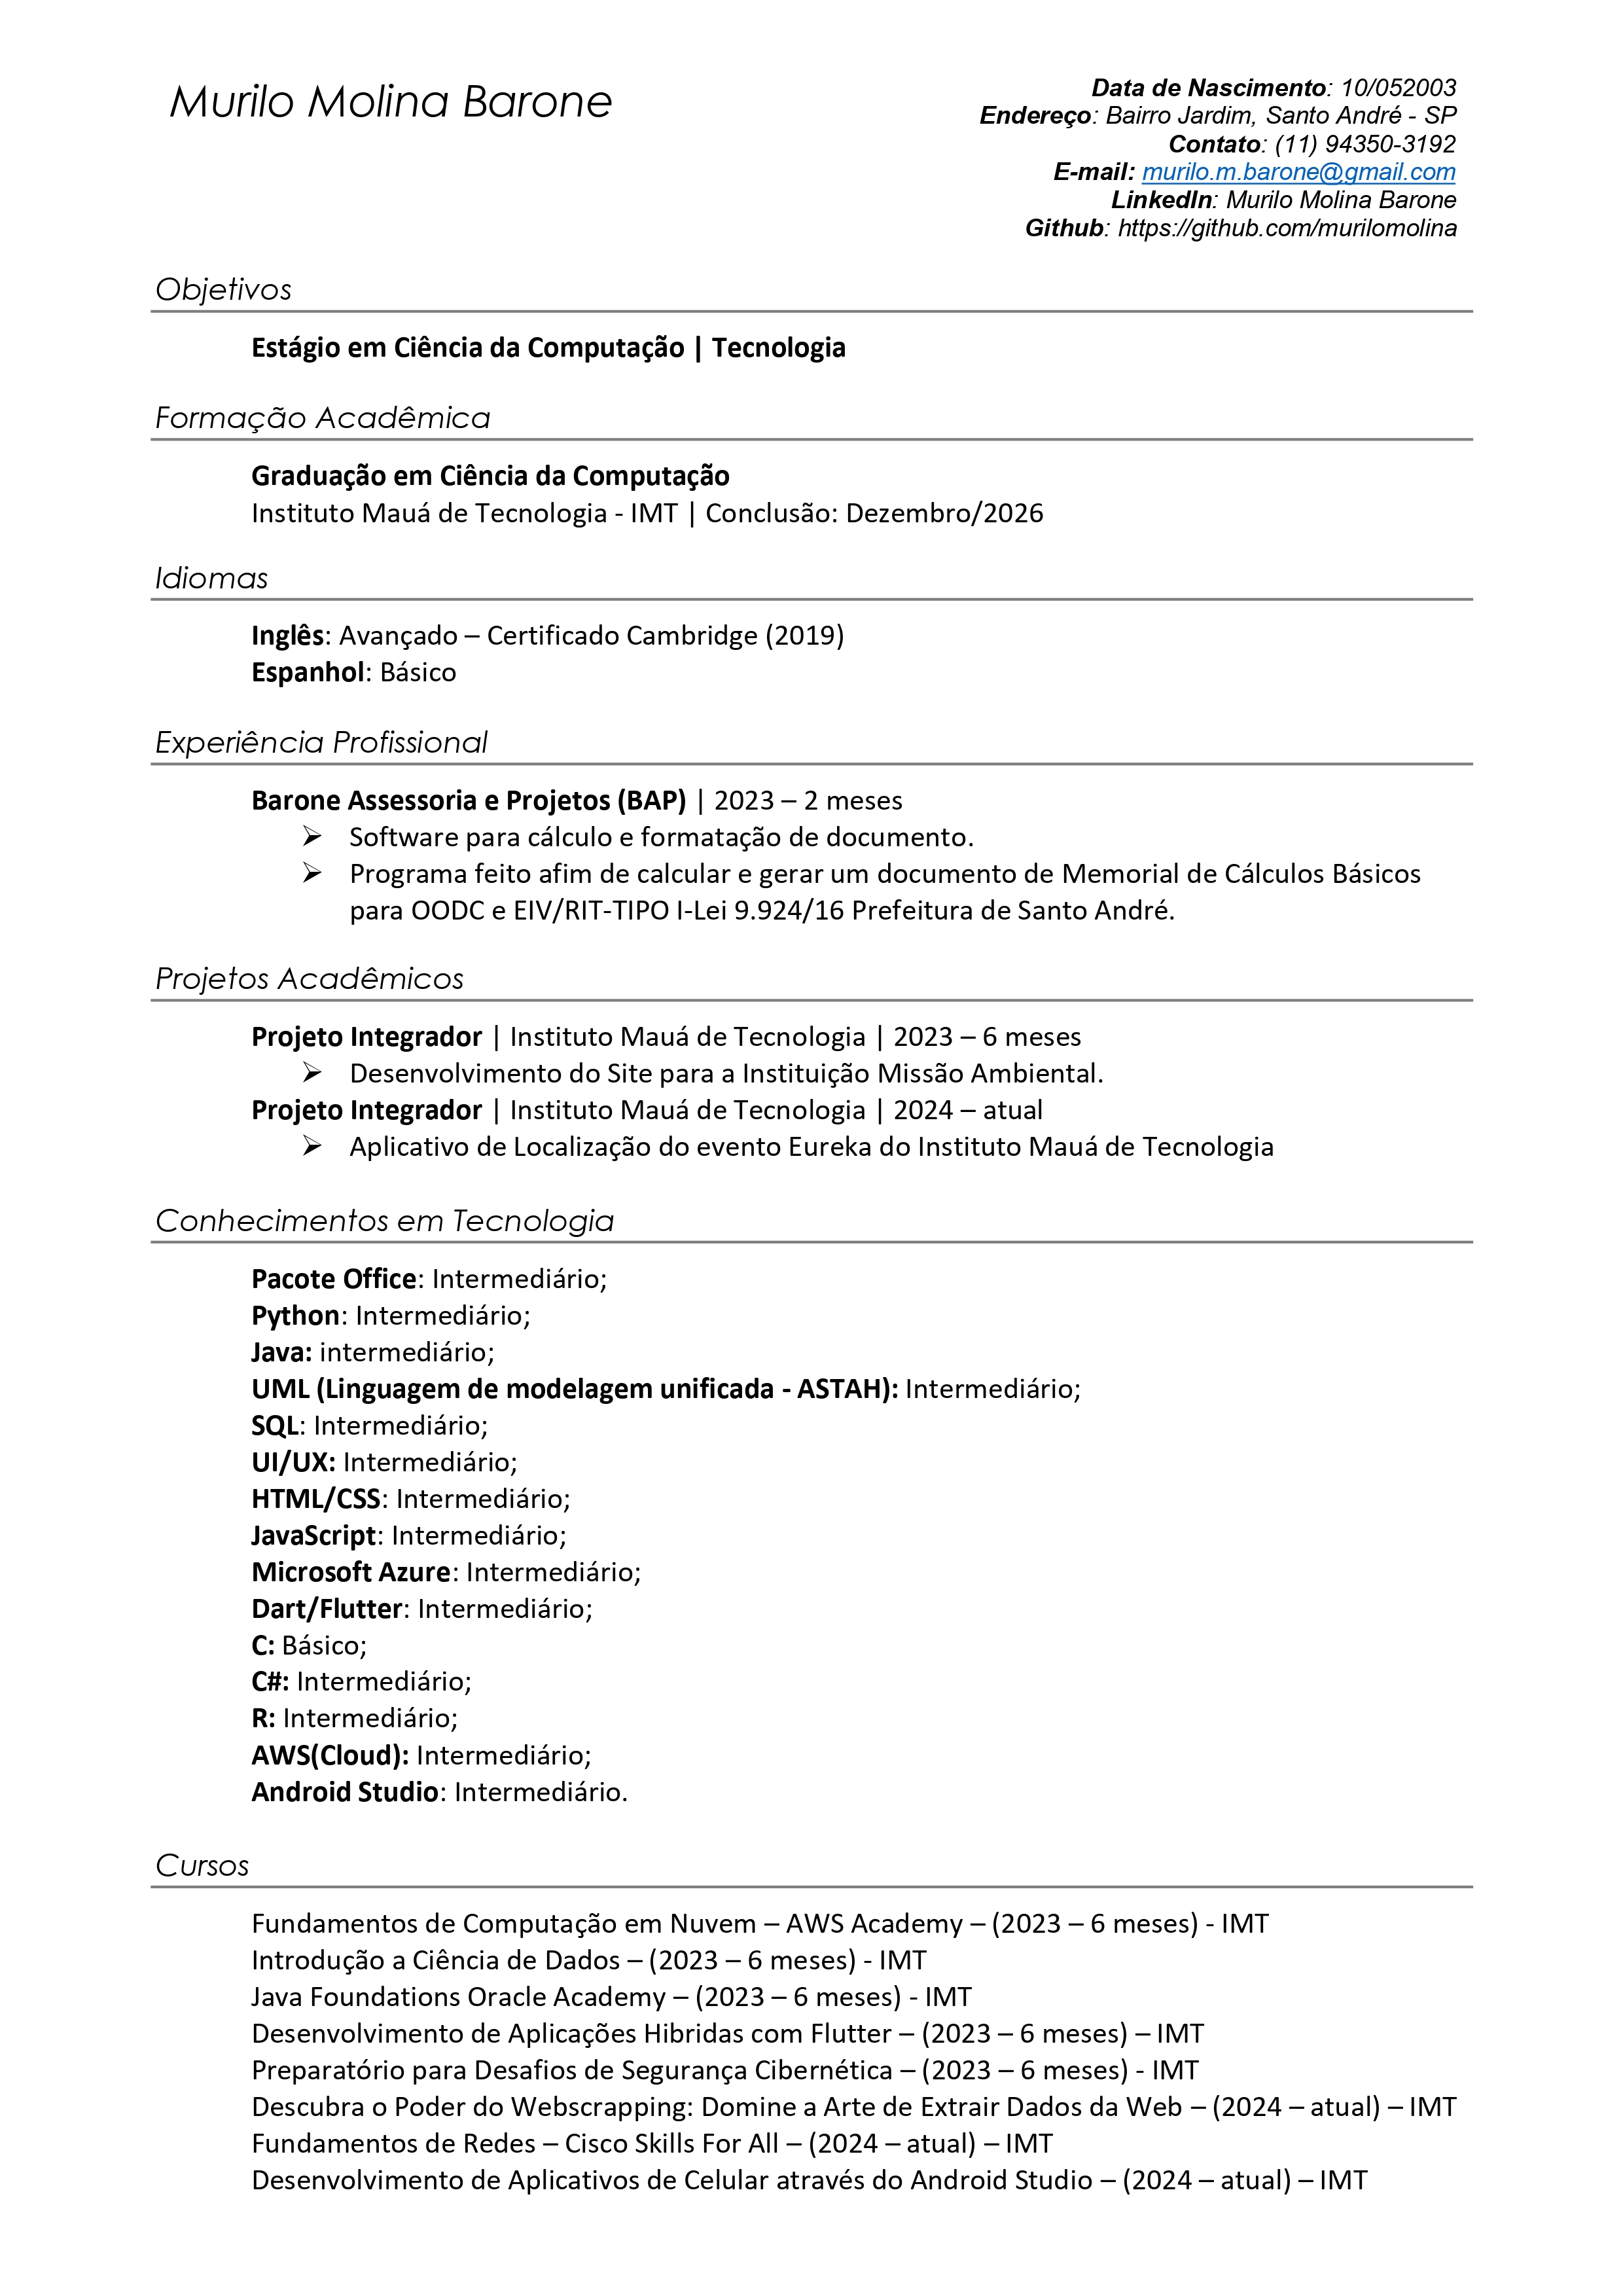 Murilo Molina Barone
Data de Nascimento: 10/052003
Endereço: Bairro Jardim, Santo André - SP
Contato: (11) 94350-3192
E-mail: murilo.m.barone@gmail.com
LinkedIn: Murilo Molina Barone
Github: https://github.com/murilomolina
Objetivos
Estágio em Ciência da Computação | Tecnologia
Formação Acadêmica
Graduação em Ciência da Computação
Instituto Mauá de Tecnologia - IMT | Conclusão: Dezembro/2026
Idiomas
Inglês: Avançado – Certificado Cambridge (2019)
Espanhol: Básico
Experiência Profissional
Barone Assessoria e Projetos (BAP) | 2023 – 2 meses
➢ Software para cálculo e formatação de documento.
➢ Programa feito afim de calcular e gerar um documento de Memorial de Cálculos Básicos
para OODC e EIV/RIT-TIPO I-Lei 9.924/16 Prefeitura de Santo André.
Projetos Acadêmicos
Projeto Integrador | Instituto Mauá de Tecnologia | 2023 – 6 meses
➢ Desenvolvimento do Site para a Instituição Missão Ambiental.
Projeto Integrador | Instituto Mauá de Tecnologia | 2024 – atual
➢ Aplicativo de Localização do evento Eureka do Instituto Mauá de Tecnologia
Conhecimentos em Tecnologia
Pacote Office: Intermediário;
Python: Intermediário;
Java: intermediário;
UML (Linguagem de modelagem unificada - ASTAH): Intermediário;
SQL: Intermediário;
UI/UX: Intermediário;
HTML/CSS: Intermediário;
JavaScript: Intermediário;
Microsoft Azure: Intermediário;
Dart/Flutter: Intermediário;
C: Básico;
C#: Intermediário;
R: Intermediário;
AWS(Cloud): Intermediário;
Android Studio: Intermediário.
Cursos
Fundamentos de Computação em Nuvem – AWS Academy – (2023 – 6 meses) - IMT
Introdução a Ciência de Dados – (2023 – 6 meses) - IMT
Java Foundations Oracle Academy – (2023 – 6 meses) - IMT
Desenvolvimento de Aplicações Hibridas com Flutter – (2023 – 6 meses) – IMT
Preparatório para Desafios de Segurança Cibernética – (2023 – 6 meses) - IMT
Descubra o Poder do Webscrapping: Domine a Arte de Extrair Dados da Web – (2024 – atual) – IMT
Fundamentos de Redes – Cisco Skills For All – (2024 – atual) – IMT
Desenvolvimento de Aplicativos de Celular através do Android Studio – (2024 – atual) – IMT